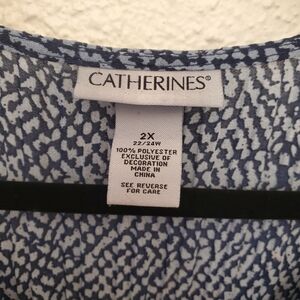 CATHERINES®
2X
22/24W
100% POLYESTER
EXCLUSIVE OF
DECORATION
MADE IN
CHINA
SEE REVERSE
FOR CARE